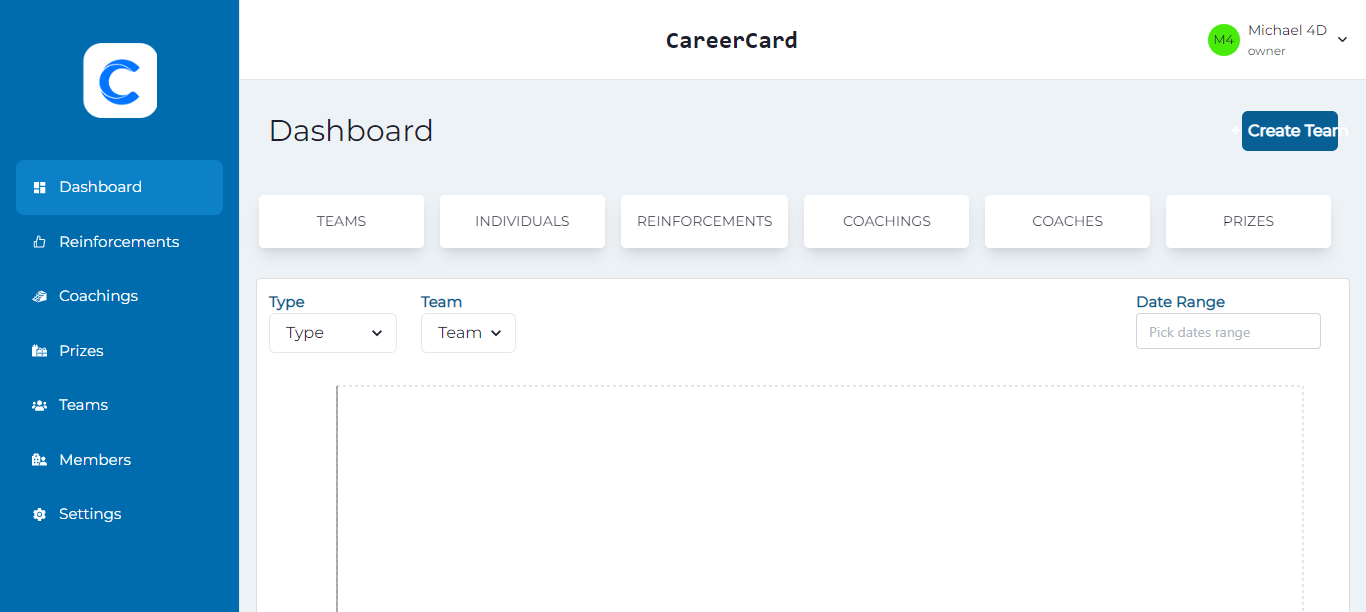 CareerCard
M4
Michael 4D
owner
Dashboard
Reinforcements
Coachings
Prizes
Teams
Members
Settings
Dashboard
+ Create Team
TEAMS
INDIVIDUALS
REINFORCEMENTS
COACHINGS
COACHES
PRIZES
Type
Team
Date Range
Type
Team
Pick dates range